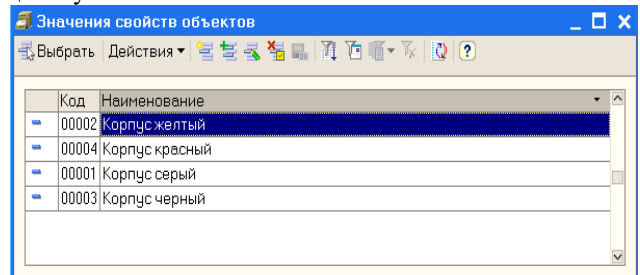 Значения свойств объектов
Выбрать Действия
Код Наименование
00002 Корпус желтый
00004 Корпус красный
00001 Корпус серый
00003 Корпус черный